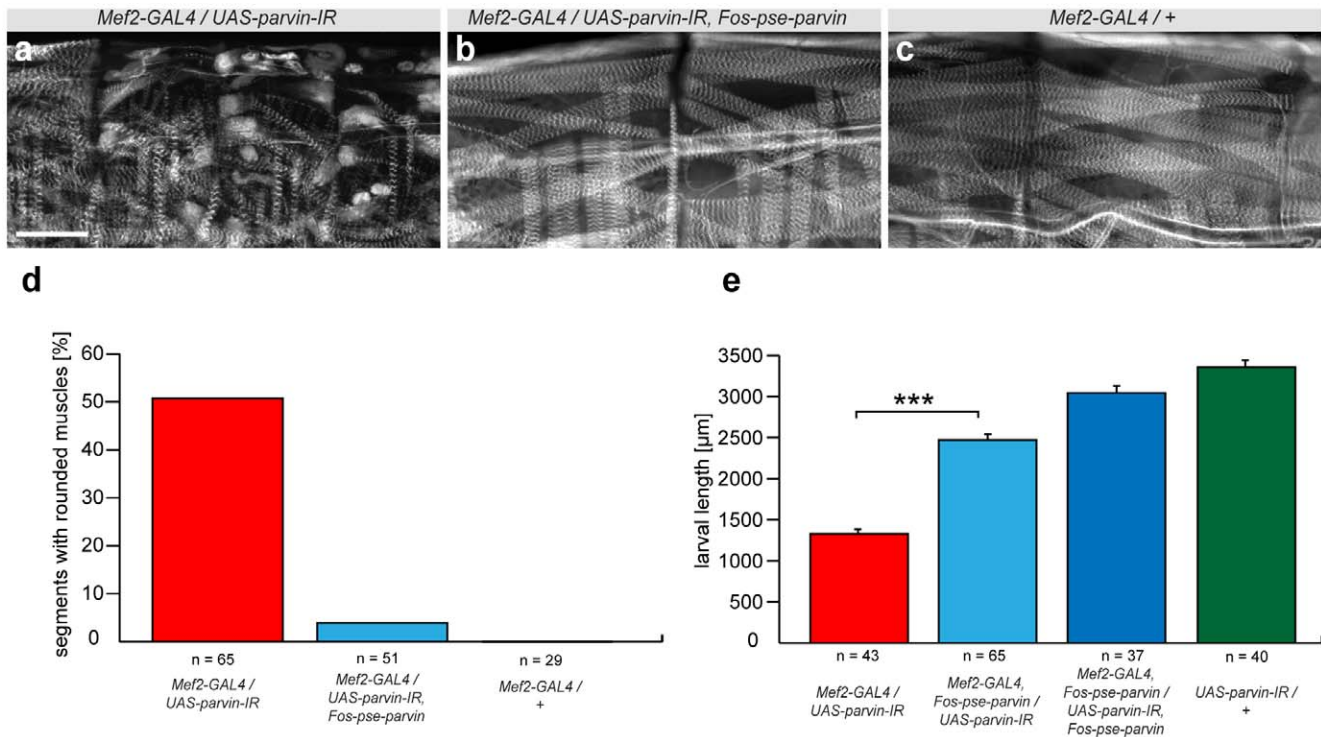 Mef2-GAL4 / UAS-parvin-IR
Mef2-GAL4 / UAS-parvin-IR, Fos-pse-parvin
Mef2-GAL4 / +
a
b
c
d
segments with rounded muscles [%]
60
50
40
30
20
10
0
n = 65
n = 51
n = 29
Mef2-GAL4 /
UAS-parvin-IR
Mef2-GAL4 /
UAS-parvin-IR,
Fos-pse-parvin
Mef2-GAL4 /
+
e
larval length [µm]
3500
3000
2500
2000
1500
1000
500
0
***
n = 43
n = 65
n = 37
n = 40
Mef2-GAL4 /
UAS-parvin-IR
Mef2-GAL4,
Fos-pse-parvin /
UAS-parvin-IR
Mef2-GAL4,
Fos-pse-parvin /
UAS-parvin-IR,
Fos-pse-parvin
UAS-parvin-IR /
+